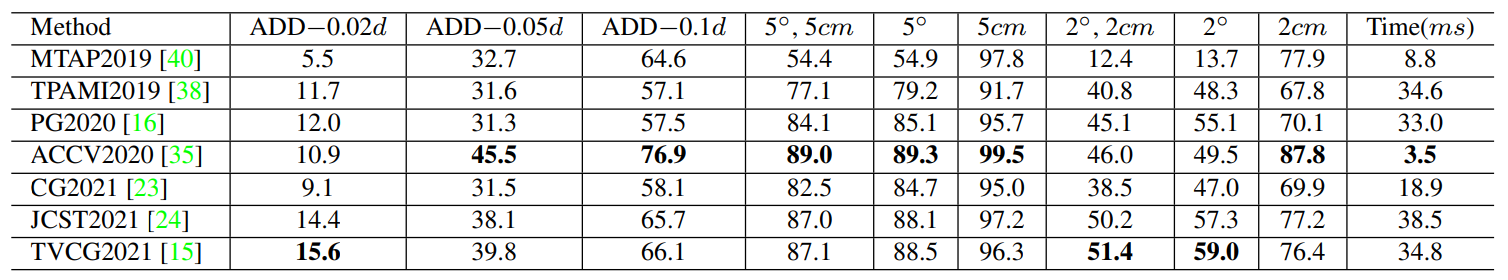 Method ADD−0.02d ADD−0.05d ADD−0.1d 5°, 5cm 5° 5cm 2°, 2cm 2° 2cm Time(ms)
MTAP2019 [40] 5.5 32.7 64.6 54.4 54.9 97.8 12.4 13.7 77.9 8.8
TPAMI2019 [38] 11.7 31.6 57.1 77.1 79.2 91.7 40.8 48.3 67.8 34.6
PG2020 [16] 12.0 31.3 57.5 84.1 85.1 95.7 45.1 55.1 70.1 33.0
ACCV2020 [35] 10.9 45.5 76.9 89.0 89.3 99.5 46.0 49.5 87.8 3.5
CG2021 [23] 9.1 31.5 58.1 82.5 84.7 95.0 38.5 47.0 69.9 18.9
JCST2021 [24] 14.4 38.1 65.7 87.0 88.1 97.2 50.2 57.3 77.2 38.5
TVCG2021 [15] 15.6 39.8 66.1 87.1 88.5 96.3 51.4 59.0 76.4 34.8